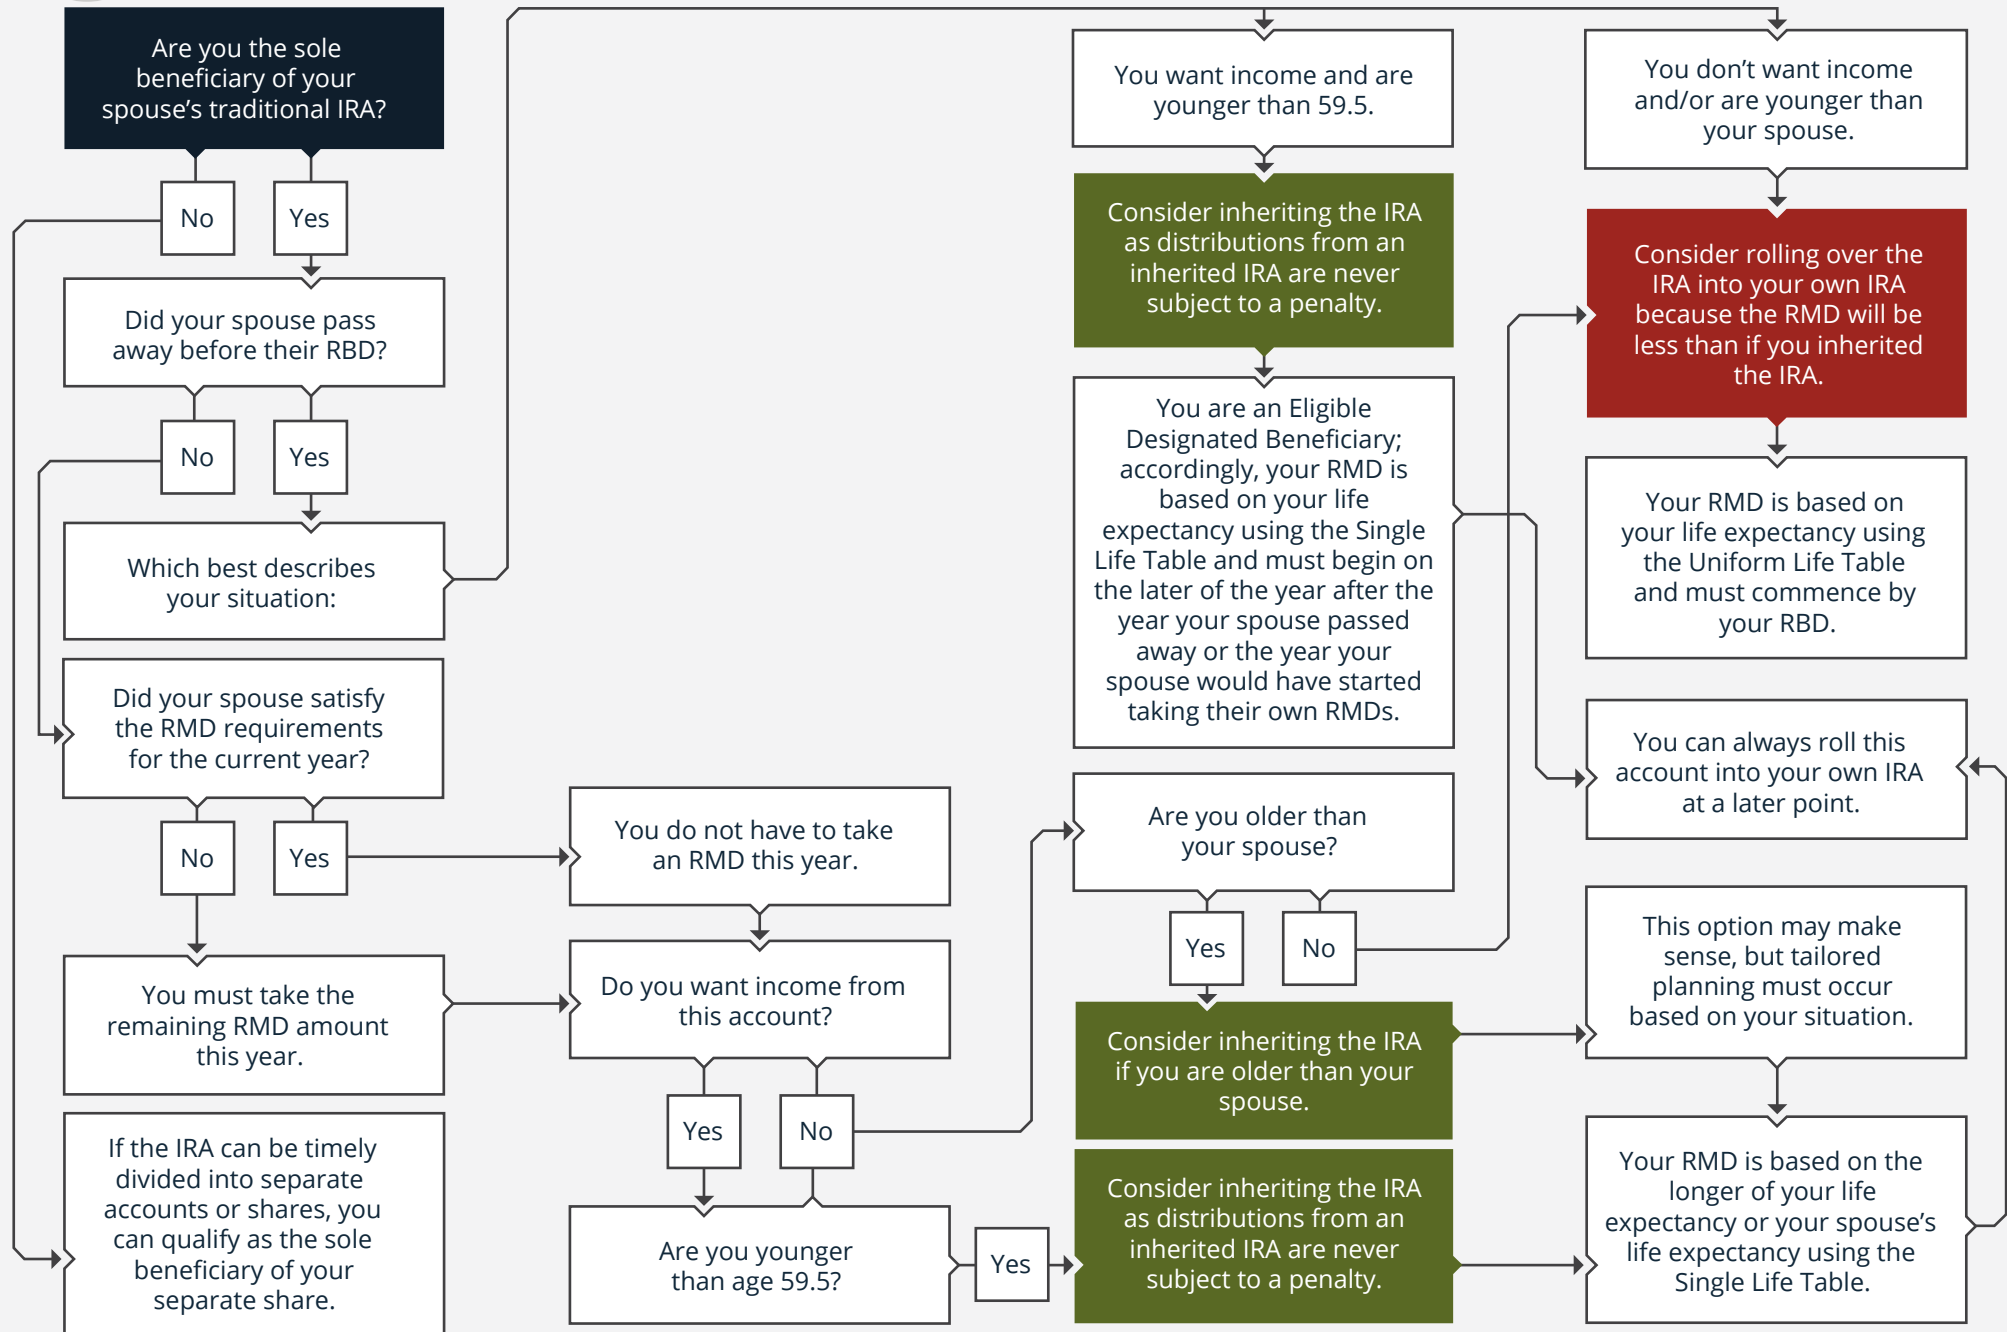 Are you the sole
beneficiary of your
spouse’s traditional IRA?
No
Yes
Did your spouse pass
away before their RBD?
No
Yes
Which best describes
your situation:
Did your spouse satisfy
the RMD requirements
for the current year?
No
Yes
You must take the
remaining RMD amount
this year.
If the IRA can be timely
divided into separate
accounts or shares, you
can qualify as the sole
beneficiary of your
separate share.
You do not have to take
an RMD this year.
Do you want income from
this account?
Yes
No
Are you younger
than age 59.5?
Yes
You want income and are
younger than 59.5.
Consider inheriting the IRA
as distributions from an
inherited IRA are never
subject to a penalty.
You are an Eligible
Designated Beneficiary;
accordingly, your RMD is
based on your life
expectancy using the Single
Life Table and must begin on
the later of the year after the
year your spouse passed
away or the year your
spouse would have started
taking their own RMDs.
Are you older than
your spouse?
Yes
No
Consider inheriting the IRA
if you are older than your
spouse.
Consider inheriting the IRA
as distributions from an
inherited IRA are never
subject to a penalty.
You don’t want income
and/or are younger than
your spouse.
Consider rolling over the
IRA into your own IRA
because the RMD will be
less than if you inherited
the IRA.
Your RMD is based on
your life expectancy using
the Uniform Life Table
and must commence by
your RBD.
You can always roll this
account into your own IRA
at a later point.
This option may make
sense, but tailored
planning must occur
based on your situation.
Your RMD is based on the
longer of your life
expectancy or your spouse’s
life expectancy using the
Single Life Table.